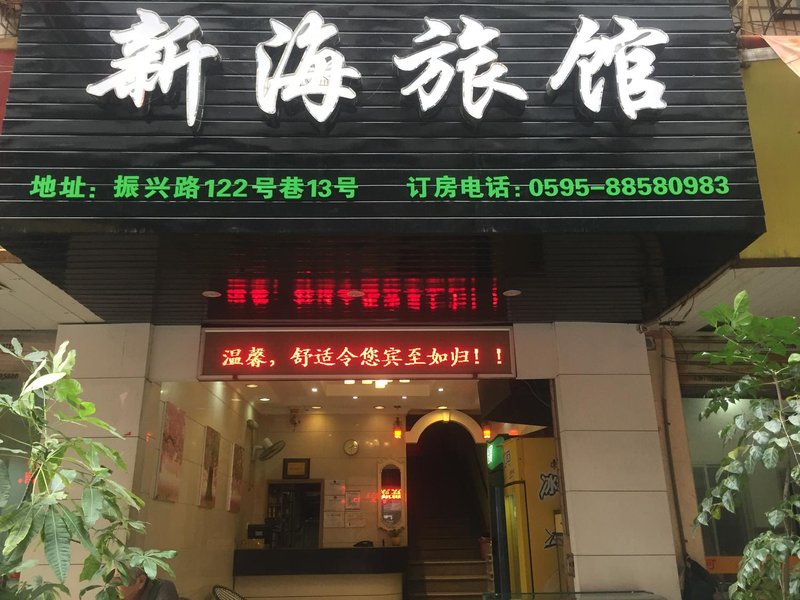 新海旅馆
地址：振兴路122号巷13号 订房电话：0595-88580983
温馨，舒适令您宾至如归！！
冰